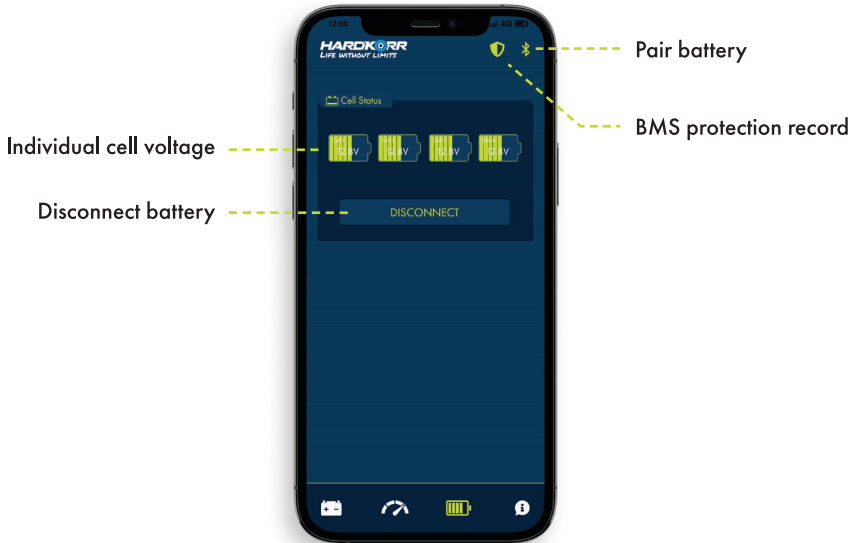 12:00
4G
HARDKORR
LIFE WITHOUT LIMITS
Pair battery
Cell Status
BMS protection record
Individual cell voltage
12.8V 12.8V 12.8V 12.8V
Disconnect battery
DISCONNECT